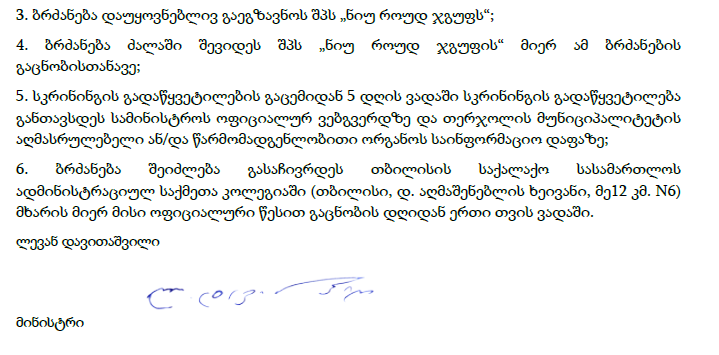 3. ბრძანება დაუყოვნებლივ გაეგზავნოს შპს „ნიუ როუდ ჯგუფს“;
4. ბრძანება ძალაში შევიდეს შპს „ნიუ როუდ ჯგუფის“ მიერ ამ ბრძანების
გაცნობისთანავე;
5. სკრინინგის გადაწყვეტილების გაცემიდან 5 დღის ვადაში სკრინინგის გადაწყვეტილება
განთავსდეს სამინისტროს ოფიციალურ ვებგვერდზე და თერჯოლის მუნიციპალიტეტის
აღმასრულებელი ან/და წარმომადგენლობითი ორგანოს საინფორმაციო დაფაზე;
6. ბრძანება შეიძლება გასაჩივრდეს თბილისის საქალაქო სასამართლოს
ადმინისტრაციულ საქმეთა კოლეგიაში (თბილისი, დ. აღმაშენებლის ხეივანი, მე12 კმ. N6)
მხარის მიერ მისი ოფიციალური წესით გაცნობის დღიდან ერთი თვის ვადაში.
ლევან დავითაშვილი
მინისტრი